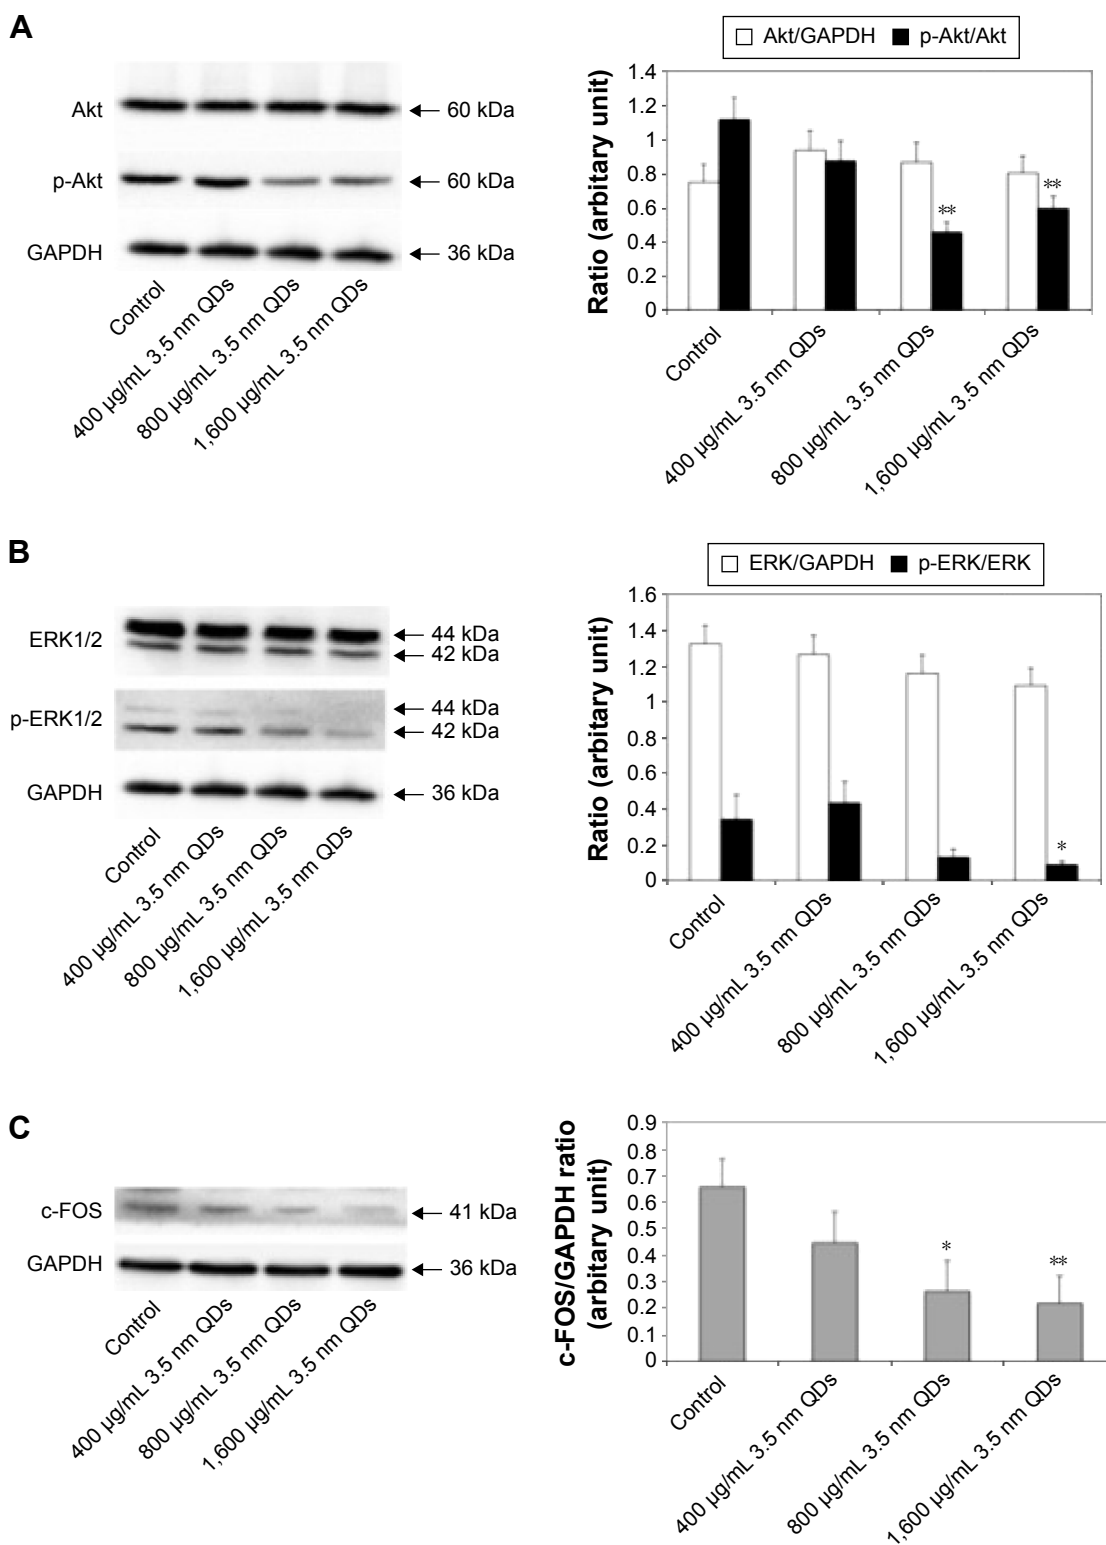 A
Akt
60 kDa
p-Akt
60 kDa
GAPDH
36 kDa
Control
400 µg/mL 3.5 nm QDs
800 µg/mL 3.5 nm QDs
1,600 µg/mL 3.5 nm QDs
Akt/GAPDH p-Akt/Akt
Ratio (arbitary unit)
1.4
1.2
1
0.8
0.6
0.4
0.2
0
**
**
Control
400 µg/mL 3.5 nm QDs
800 µg/mL 3.5 nm QDs
1,600 µg/mL 3.5 nm QDs
B
ERK1/2
44 kDa
42 kDa
p-ERK1/2
44 kDa
42 kDa
GAPDH
36 kDa
Control
400 µg/mL 3.5 nm QDs
800 µg/mL 3.5 nm QDs
1,600 µg/mL 3.5 nm QDs
ERK/GAPDH p-ERK/ERK
Ratio (arbitary unit)
1.6
1.4
1.2
1
0.8
0.6
0.4
0.2
0
*
Control
400 µg/mL 3.5 nm QDs
800 µg/mL 3.5 nm QDs
1,600 µg/mL 3.5 nm QDs
C
c-FOS
41 kDa
GAPDH
36 kDa
Control
400 µg/mL 3.5 nm QDs
800 µg/mL 3.5 nm QDs
1,600 µg/mL 3.5 nm QDs
c-FOS/GAPDH ratio
(arbitary unit)
0.9
0.8
0.7
0.6
0.5
0.4
0.3
0.2
0.1
0
*
**
Control
400 µg/mL 3.5 nm QDs
800 µg/mL 3.5 nm QDs
1,600 µg/mL 3.5 nm QDs